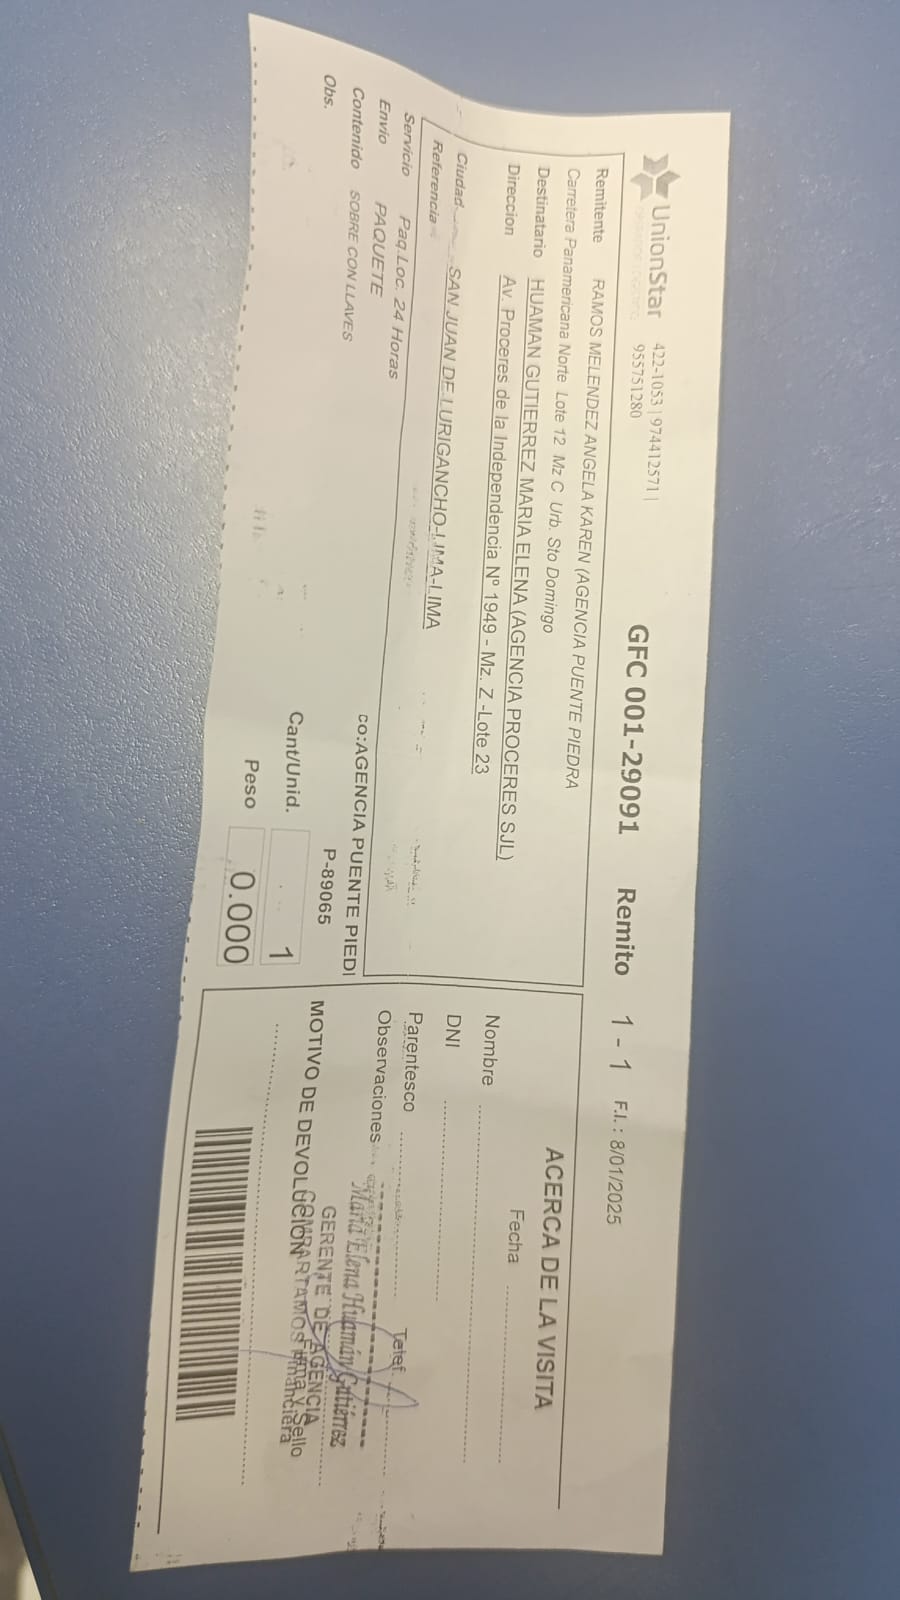 UnionStar
422-1053 | 974412571 |
955751280
GFC 001-29091 Remito 1 - 1 F.I.: 8/01/2025
Remitente RAMOS MELENDEZ ANGELA KAREN (AGENCIA PUENTE PIEDRA
Carretera Panamericana Norte Lote 12 Mz C Urb. Sto Domingo
Destinatario HUAMAN GUTIERREZ MARIA ELENA (AGENCIA PROCERES SJL)
Direccion Av. Proceres de la Independencia Nº 1949 - Mz. Z -Lote 23
Ciudad SAN JUAN DE LURIGANCHO-LIMA-LIMA
Referencia
Servicio Paq.Loc. 24 Horas
Envio PAQUETE
Contenido SOBRE CON LLAVES
Obs.
co:AGENCIA PUENTE PIEDI
P-89065
Cant/Unid. 1
Peso 0.000
ACERCA DE LA VISITA
Fecha
Nombre
DNI
Parentesco Telef.
Observaciones
María Elena Huamán Gutiérrez
GERENTE DE AGENCIA
COMPARTAMOS Financiera
Firma y Sello
MOTIVO DE DEVOLUCION